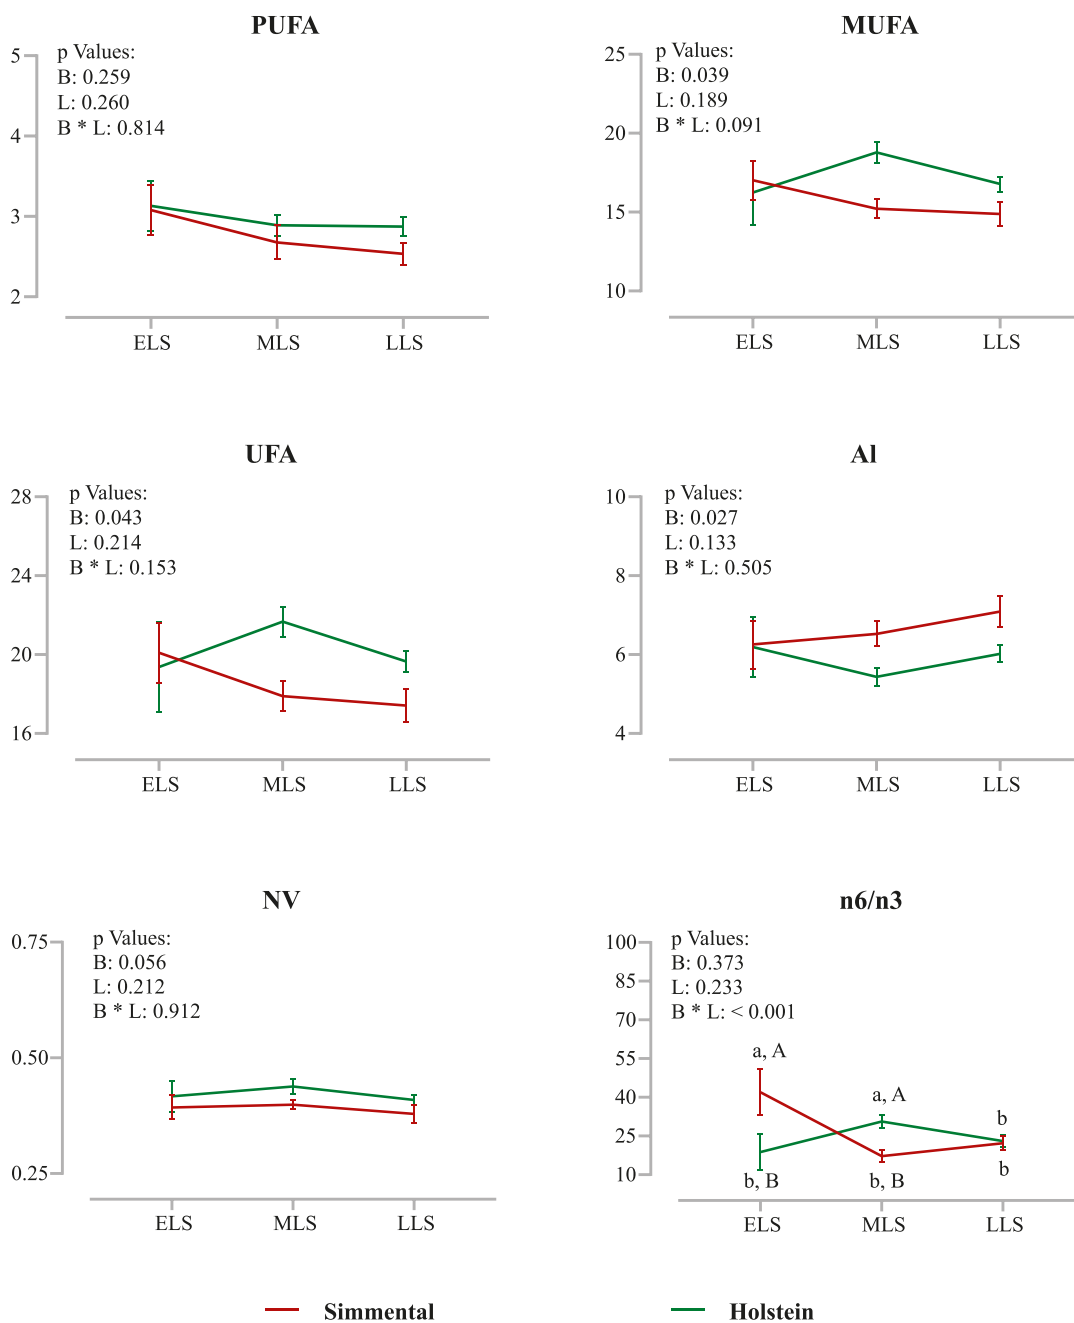 PUFA
5
4
3
2
p Values:
B: 0.259
L: 0.260
B * L: 0.814
ELS MLS LLS
MUFA
25
20
15
10
p Values:
B: 0.039
L: 0.189
B * L: 0.091
ELS MLS LLS
UFA
28
24
20
16
p Values:
B: 0.043
L: 0.214
B * L: 0.153
ELS MLS LLS
Al
10
8
6
4
p Values:
B: 0.027
L: 0.133
B * L: 0.505
ELS MLS LLS
NV
0.75
0.50
0.25
p Values:
B: 0.056
L: 0.212
B * L: 0.912
ELS MLS LLS
n6/n3
100
85
70
55
40
25
10
p Values:
B: 0.373
L: 0.233
B * L: < 0.001
a, A
a, A
b
b, B
b, B
b
ELS MLS LLS
Simmental
Holstein